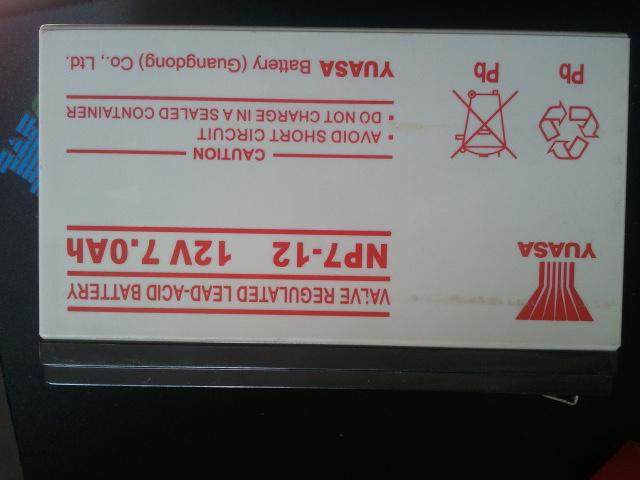 YUASA
VALVE REGULATED LEAD-ACID BATTERY
NP7-12 12V 7.0Ah
CAUTION
• AVOID SHORT CIRCUIT
• DO NOT CHARGE IN A SEALED CONTAINER
YUASA Battery (Guangdong) Co., Ltd.
Pb
Pb